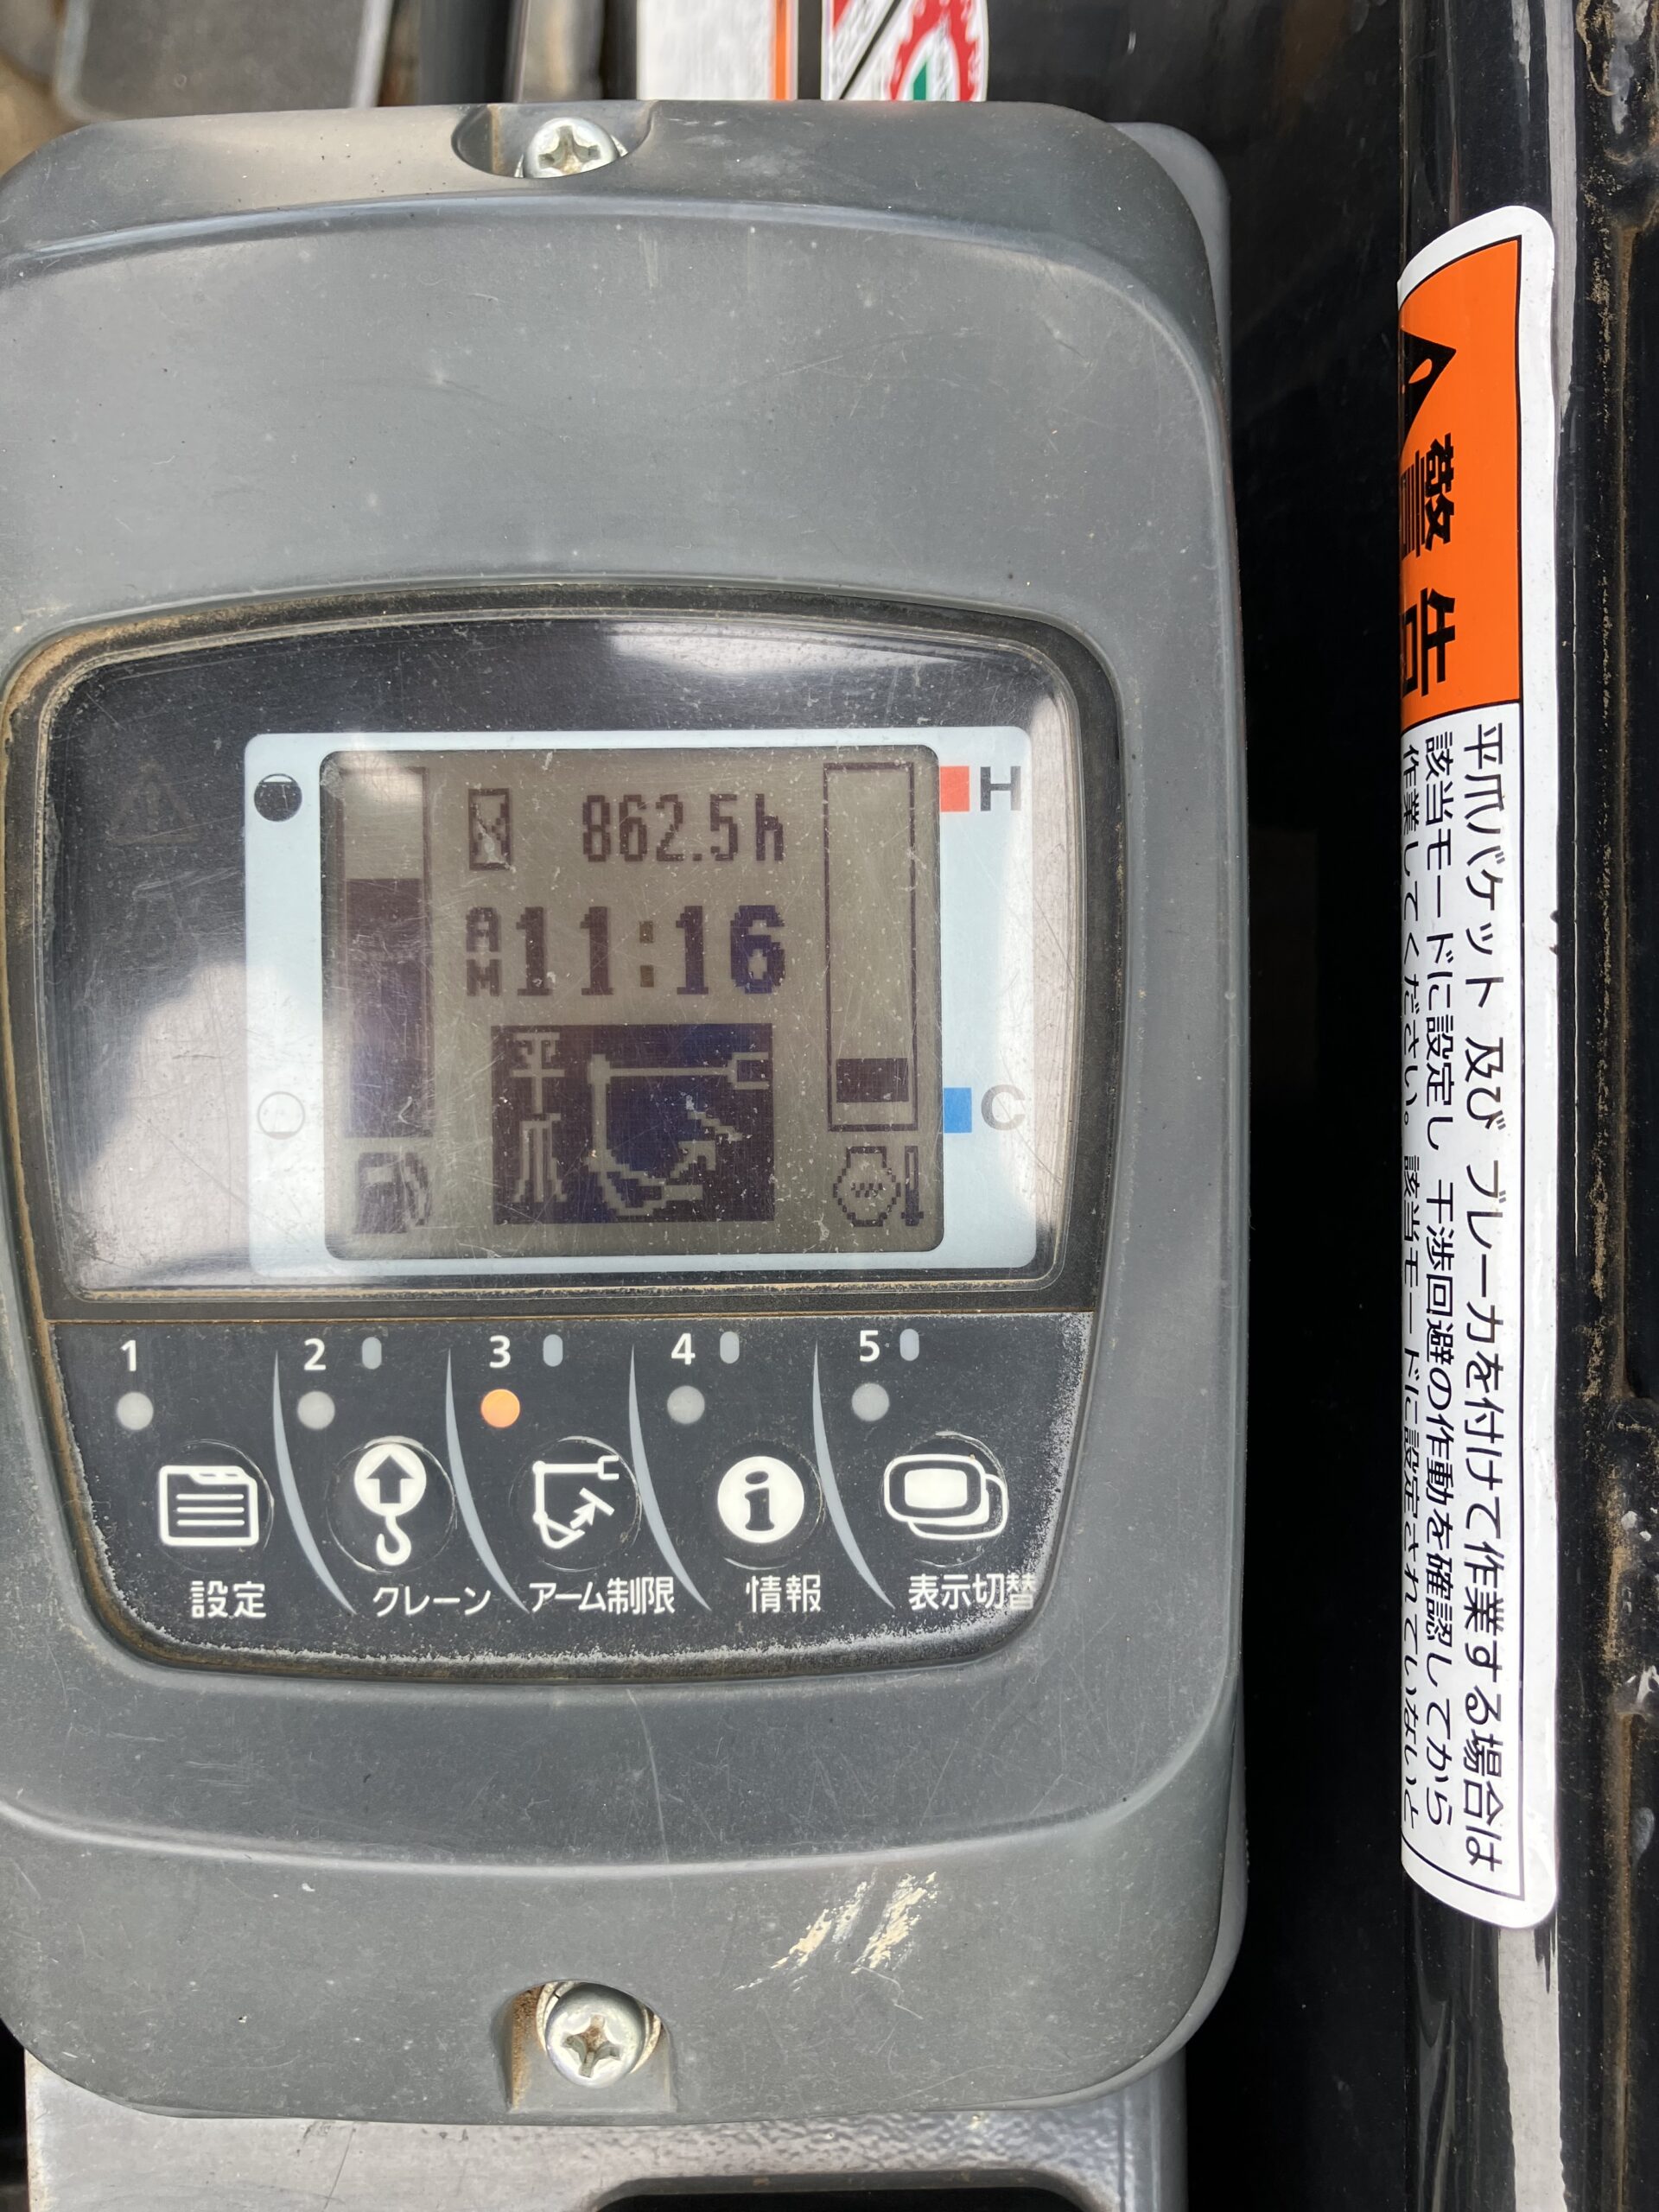 862.5h
AM11:16
H
平爪
C
1
2
3
4
5
設定
クレーン
アーム制限
情報
表示切替
警告
平爪バケット 及び ブレーカを付けて作業する場合は
該当モードに設定し 干渉回避の作動を確認してから
作業してください。該当モードに設定されていないと